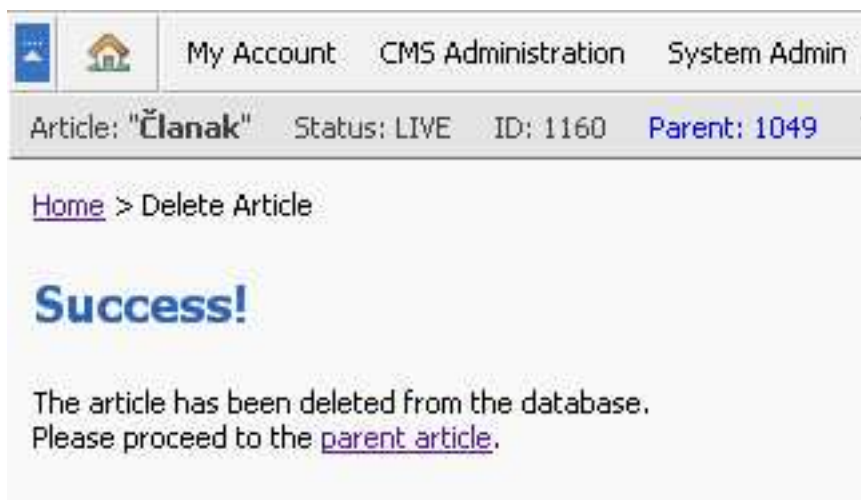 My Account CMS Administration System Admin
Article: "Članak" Status: LIVE ID: 1160 Parent: 1049
Home > Delete Article
Success!
The article has been deleted from the database.
Please proceed to the parent article.